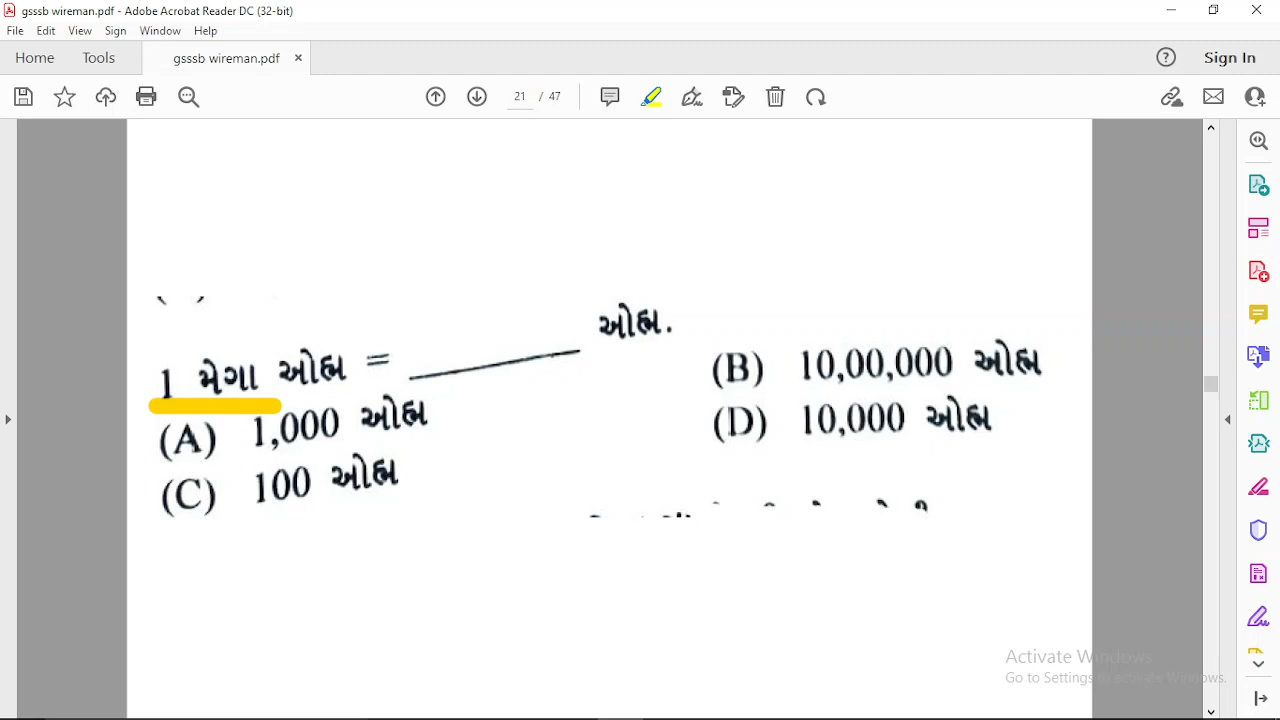 gsssb wireman.pdf - Adobe Acrobat Reader DC (32-bit)
File Edit View Sign Window Help
Home Tools gsssb wireman.pdf × Sign In
21 / 47
1 મેગા ઓહ્મ = __________ ઓહ્મ.
(A) 1,000 ઓહ્મ (B) 10,00,000 ઓહ્મ
(C) 100 ઓહ્મ (D) 10,000 ઓહ્મ
Activate Windows
Go to Settings to activate Windows.